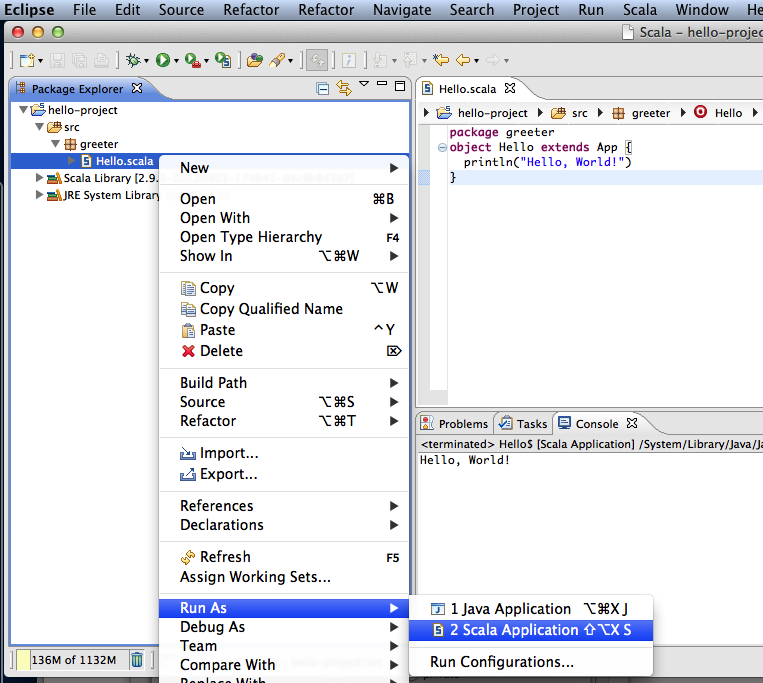 Eclipse File Edit Source Refactor Refactor Navigate Search Project Run Scala Window He
Scala – hello-projec
Package Explorer
hello-project
src
greeter
Hello.scala
Scala Library [2.9.
JRE System Library
136M of 1132M
New
Open ⌘B
Open With
Open Type Hierarchy F4
Show In ⌥⌘W
Copy ⌥W
Copy Qualified Name
Paste ^Y
Delete ⌦
Build Path
Source ⌥⌘S
Refactor ⌥⌘T
Import...
Export...
References
Declarations
Refresh F5
Assign Working Sets...
Run As
Debug As
Team
Compare With
Replace With
1 Java Application ⌥⌘X J
2 Scala Application ⇧⌥X S
Run Configurations...
Hello.scala
hello-project src greeter Hello
package greeter
object Hello extends App {
println("Hello, World!")
}
Problems Tasks Console
<terminated> Hello$ [Scala Application] /System/Library/Java/Ja
Hello, World!